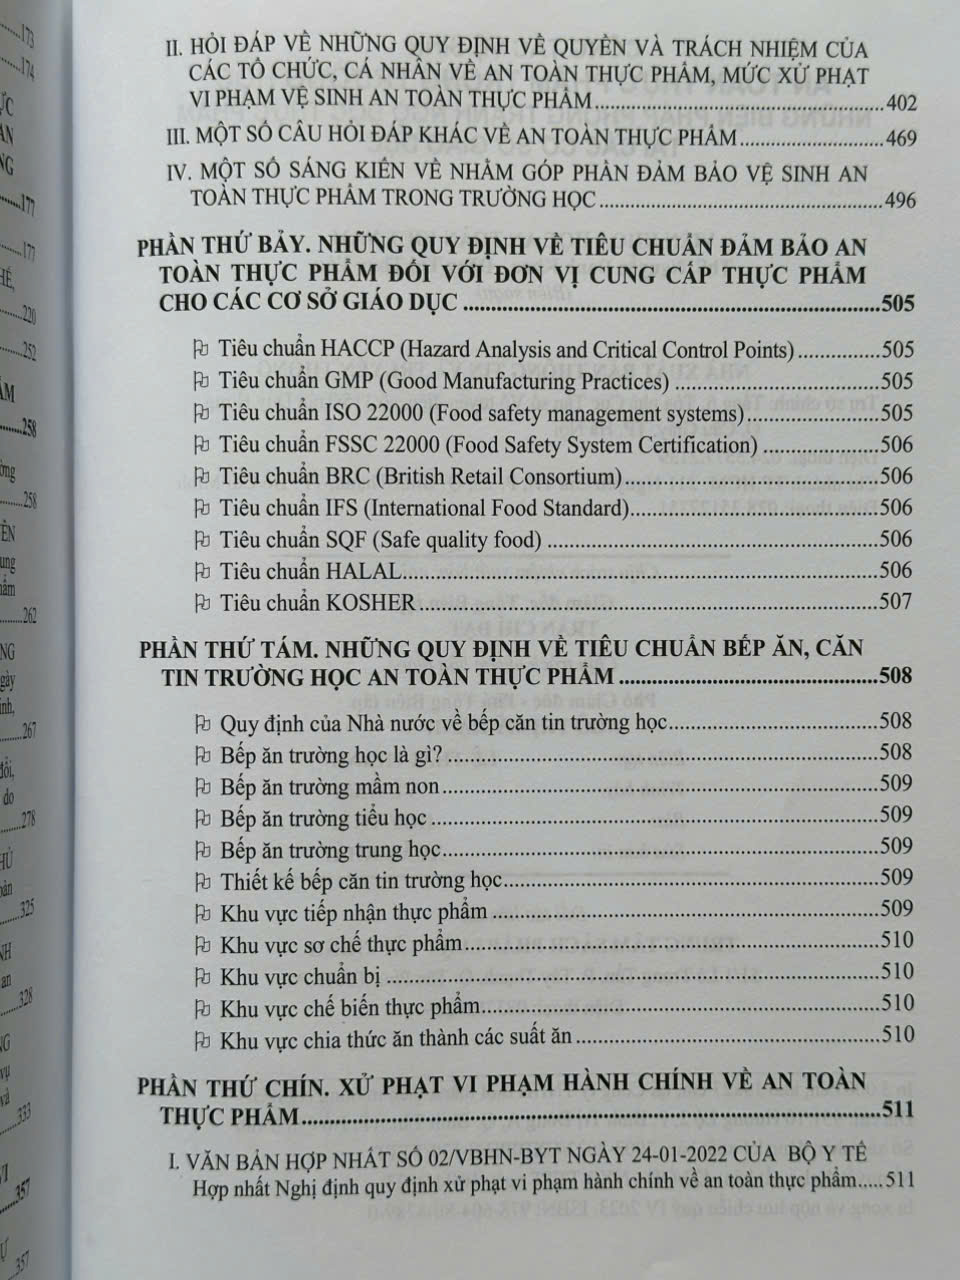 II. HỎI ĐÁP VỀ NHỮNG QUY ĐỊNH VỀ QUYỀN VÀ TRÁCH NHIỆM CỦA
CÁC TỔ CHỨC, CÁ NHÂN VỀ AN TOÀN THỰC PHẨM, MỨC XỬ PHẠT
VI PHẠM VỆ SINH AN TOÀN THỰC PHẨM..........402
III. MỘT SỐ CÂU HỎI ĐÁP KHÁC VỀ AN TOÀN THỰC PHẨM..........469
IV. MỘT SỐ SÁNG KIẾN VỀ NHẰM GÓP PHẦN ĐẢM BẢO VỆ SINH AN
TOÀN THỰC PHẨM TRONG TRƯỜNG HỌC..........496
PHẦN THỨ BẢY. NHỮNG QUY ĐỊNH VỀ TIÊU CHUẨN ĐẢM BẢO AN
TOÀN THỰC PHẨM ĐỐI VỚI ĐƠN VỊ CUNG CẤP THỰC PHẨM
CHO CÁC CƠ SỞ GIÁO DỤC..........505
Tiêu chuẩn HACCP (Hazard Analysis and Critical Control Points)..........505
Tiêu chuẩn GMP (Good Manufacturing Practices)..........505
Tiêu chuẩn ISO 22000 (Food safety management systems)..........505
Tiêu chuẩn FSSC 22000 (Food Safety System Certification)..........506
Tiêu chuẩn BRC (British Retail Consortium)..........506
Tiêu chuẩn IFS (International Food Standard)..........506
Tiêu chuẩn SQF (Safe quality food)..........506
Tiêu chuẩn HALAL..........506
Tiêu chuẩn KOSHER..........507
PHẦN THỨ TÁM. NHỮNG QUY ĐỊNH VỀ TIÊU CHUẨN BẾP ĂN, CĂN
TIN TRƯỜNG HỌC AN TOÀN THỰC PHẨM..........508
Quy định của Nhà nước về bếp căn tin trường học..........508
Bếp ăn trường học là gì?..........508
Bếp ăn trường mầm non..........509
Bếp ăn trường tiểu học..........509
Bếp ăn trường trung học..........509
Thiết kế bếp căn tin trường học..........509
Khu vực tiếp nhận thực phẩm..........509
Khu vực sơ chế thực phẩm..........510
Khu vực chuẩn bị..........510
Khu vực chế biến thực phẩm..........510
Khu vực chia thức ăn thành các suất ăn..........510
PHẦN THỨ CHÍN. XỬ PHẠT VI PHẠM HÀNH CHÍNH VỀ AN TOÀN
THỰC PHẨM..........511
I. VĂN BẢN HỢP NHẤT SỐ 02/VBHN-BYT NGÀY 24-01-2022 CỦA BỘ Y TẾ
Hợp nhất Nghị định quy định xử phạt vi phạm hành chính về an toàn thực phẩm.....511